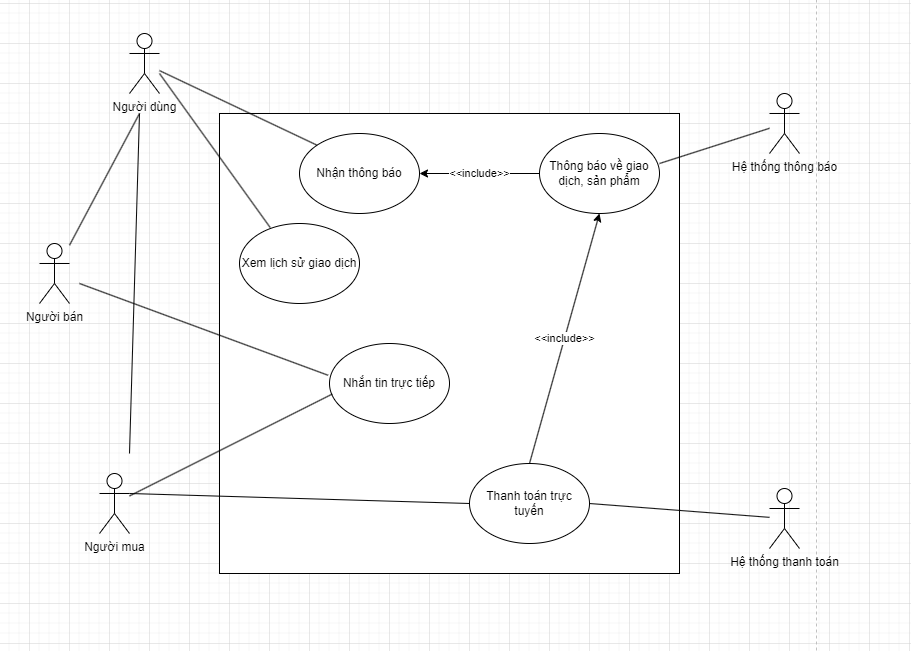 Người dùng
Nhận thông báo
<<include>>
Thông báo về giao
dịch, sản phẩm
Hệ thống thông báo
Xem lịch sử giao dịch
Người bán
<<include>>
Nhắn tin trực tiếp
Thanh toán trực
tuyến
Người mua
Hệ thống thanh toán